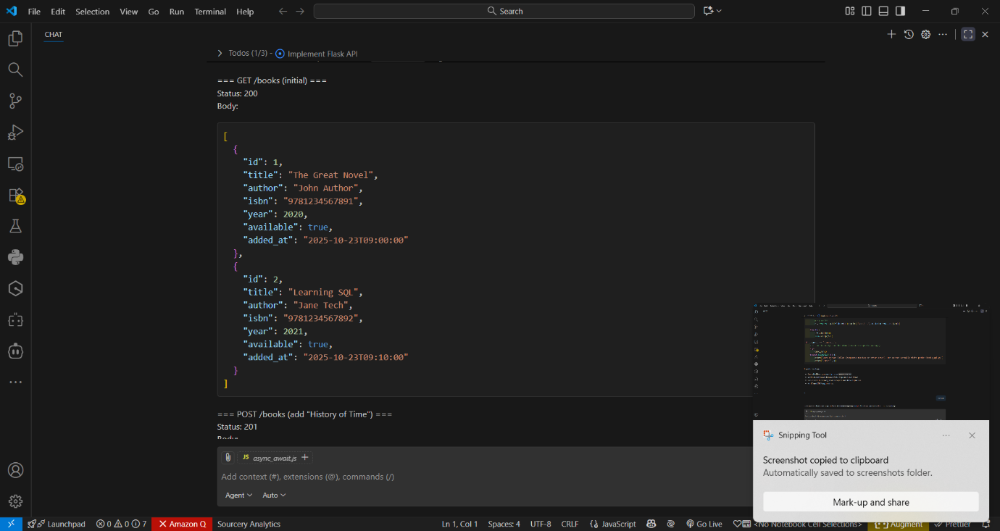 File Edit Selection View Go Run Terminal Help
Search
CHAT
Todos (1/3) - Implement Flask API
=== GET /books (initial) ===
Status: 200
Body:
[
{
"id": 1,
"title": "The Great Novel",
"author": "John Author",
"isbn": "9781234567891",
"year": 2020,
"available": true,
"added_at": "2025-10-23T09:00:00"
},
{
"id": 2,
"title": "Learning SQL",
"author": "Jane Tech",
"isbn": "9781234567892",
"year": 2021,
"available": true,
"added_at": "2025-10-23T09:10:00"
}
]
=== POST /books (add "History of Time") ===
Status: 201
Body:
JS async_await.js
Add context (#), extensions (@), commands (/)
Agent Auto
Snipping Tool
Screenshot copied to clipboard
Automatically saved to screenshots folder.
Mark-up and share
Launchpad 0 0 7 Amazon Q Sourcery Analytics Ln 1, Col 1 Spaces: 4 UTF-8 CRLF JavaScript Go Live <No Notebook Cell Selections> Augment Prettier